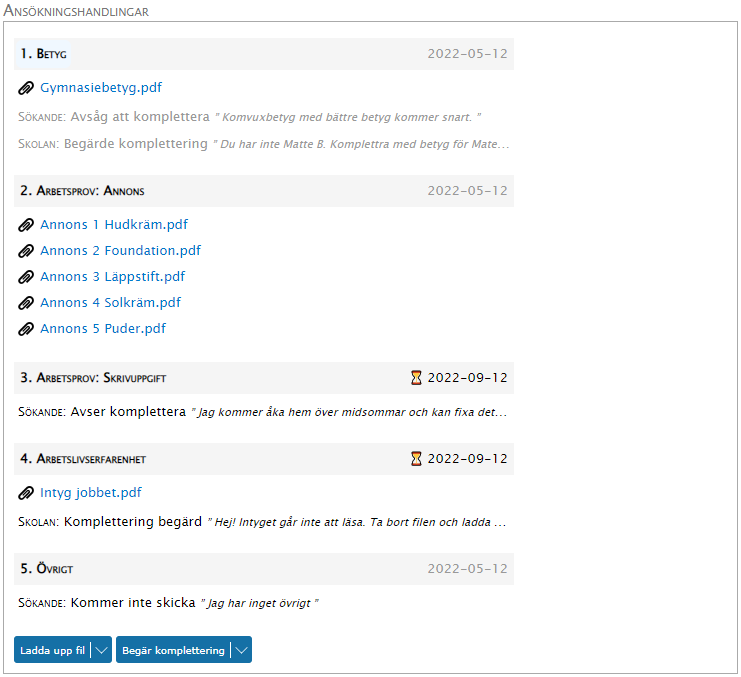 Ansökningshandlingar
1. Betyg 2022-05-12
Gymnasiebetyg.pdf
Sökande: Avsåg att komplettera " Komvuxbetyg med bättre betyg kommer snart. "
Skolan: Begärde komplettering " Du har inte Matte B. Komplettra med betyg för Mate...
2. Arbetsprov: Annons 2022-05-12
Annons 1 Hudkräm.pdf
Annons 2 Foundation.pdf
Annons 3 Läppstift.pdf
Annons 4 Solkräm.pdf
Annons 5 Puder.pdf
3. Arbetsprov: Skrivuppgift 2022-09-12
Sökande: Avser komplettera " Jag kommer åka hem över midsommar och kan fixa det...
4. Arbetslivserfarenhet 2022-09-12
Intyg jobbet.pdf
Skolan: Komplettering begärd " Hej! Intyget går inte att läsa. Ta bort filen och ladda ...
5. Övrigt 2022-05-12
Sökande: Kommer inte skicka " Jag har inget övrigt "
Ladda upp fil Begär komplettering